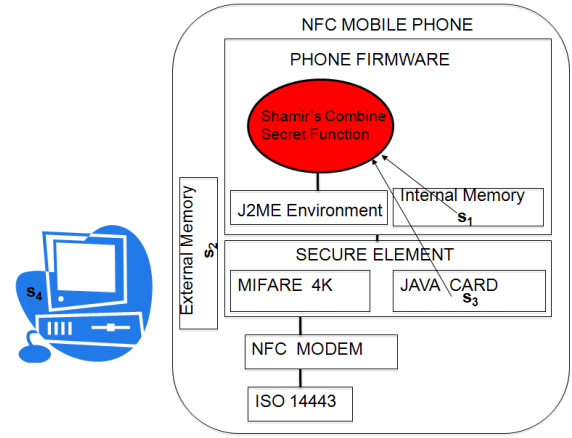 NFC MOBILE PHONE
PHONE FIRMWARE
Shamir's Combine
Secret Function
J2ME Environment
Internal Memory
s1
External Memory
s2
SECURE ELEMENT
MIFARE 4K
JAVA CARD
s3
s4
NFC MODEM
ISO 14443